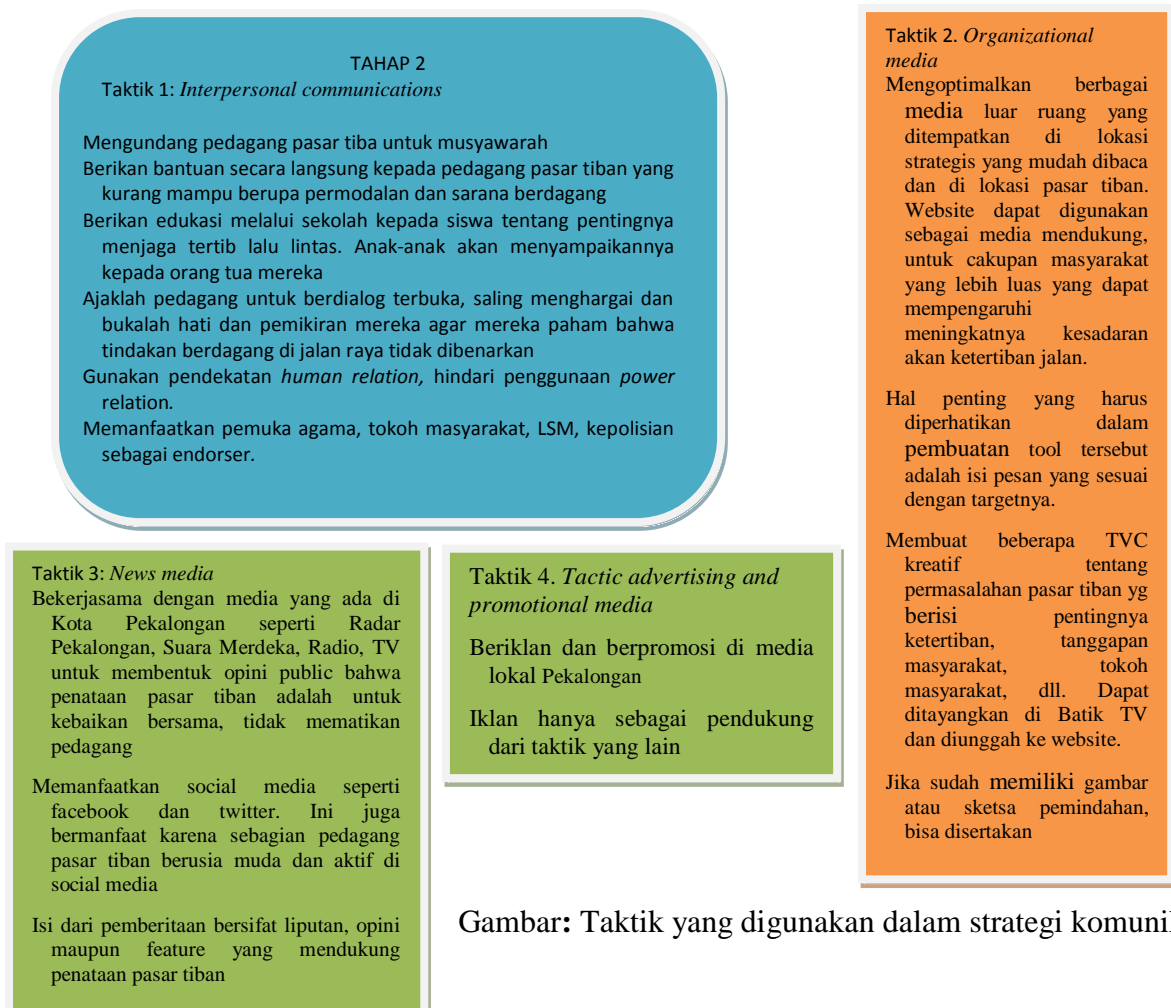 TAHAP 2
Taktik 1: Interpersonal communications
Mengundang pedagang pasar tiba untuk musyawarah
Berikan bantuan secara langsung kepada pedagang pasar tiban yang
kurang mampu berupa permodalan dan sarana berdagang
Berikan edukasi melalui sekolah kepada siswa tentang pentingnya
menjaga tertib lalu lintas. Anak-anak akan menyampaikannya
kepada orang tua mereka
Ajaklah pedagang untuk berdialog terbuka, saling menghargai dan
bukalah hati dan pemikiran mereka agar mereka paham bahwa
tindakan berdagang di jalan raya tidak dibenarkan
Gunakan pendekatan human relation, hindari penggunaan power
relation.
Memanfaatkan pemuka agama, tokoh masyarakat, LSM, kepolisian
sebagai endorser.
Taktik 2. Organizational
media
Mengoptimalkan berbagai
media luar ruang yang
ditempatkan di lokasi
strategis yang mudah dibaca
dan di lokasi pasar tiban.
Website dapat digunakan
sebagai media mendukung,
untuk cakupan masyarakat
yang lebih luas yang dapat
mempengaruhi
meningkatnya kesadaran
akan ketertiban jalan.
Hal penting yang harus
diperhatikan dalam
pembuatan tool tersebut
adalah isi pesan yang sesuai
dengan targetnya.
Membuat beberapa TVC
kreatif tentang
permasalahan pasar tiban yg
berisi pentingnya
ketertiban, tanggapan
masyarakat, tokoh
masyarakat, dll. Dapat
ditayangkan di Batik TV
dan diunggah ke website.
Jika sudah memiliki gambar
atau sketsa pemindahan,
bisa disertakan
Taktik 3: News media
Bekerjasama dengan media yang ada di
Kota Pekalongan seperti Radar
Pekalongan, Suara Merdeka, Radio, TV
untuk membentuk opini public bahwa
penataan pasar tiban adalah untuk
kebaikan bersama, tidak mematikan
pedagang
Memanfaatkan social media seperti
facebook dan twitter. Ini juga
bermanfaat karena sebagian pedagang
pasar tiban berusia muda dan aktif di
social media
Isi dari pemberitaan bersifat liputan, opini
maupun feature yang mendukung
penataan pasar tiban
Taktik 4. Tactic advertising and
promotional media
Beriklan dan berpromosi di media
lokal Pekalongan
Iklan hanya sebagai pendukung
dari taktik yang lain
Gambar: Taktik yang digunakan dalam strategi